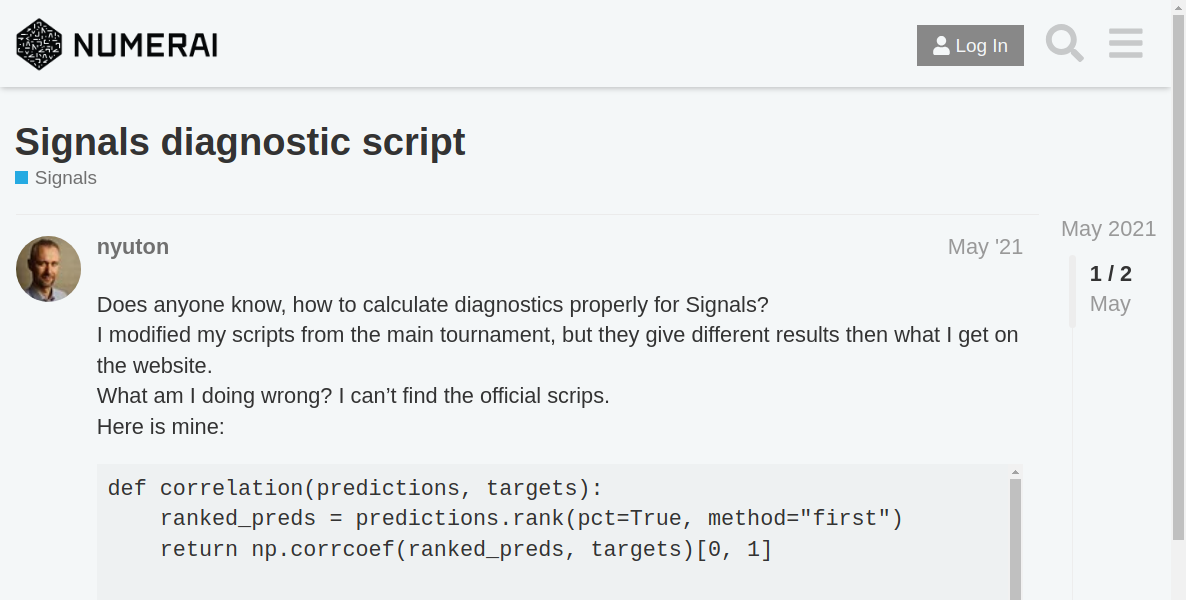 NUMERAI
Log In
Signals diagnostic script
Signals
May 2021
nyuton
May '21
1 / 2
May
Does anyone know, how to calculate diagnostics properly for Signals?
I modified my scripts from the main tournament, but they give different results then what I get on
the website.
What am I doing wrong? I can’t find the official scrips.
Here is mine:
def correlation(predictions, targets):
    ranked_preds = predictions.rank(pct=True, method="first")
    return np.corrcoef(ranked_preds, targets)[0, 1]